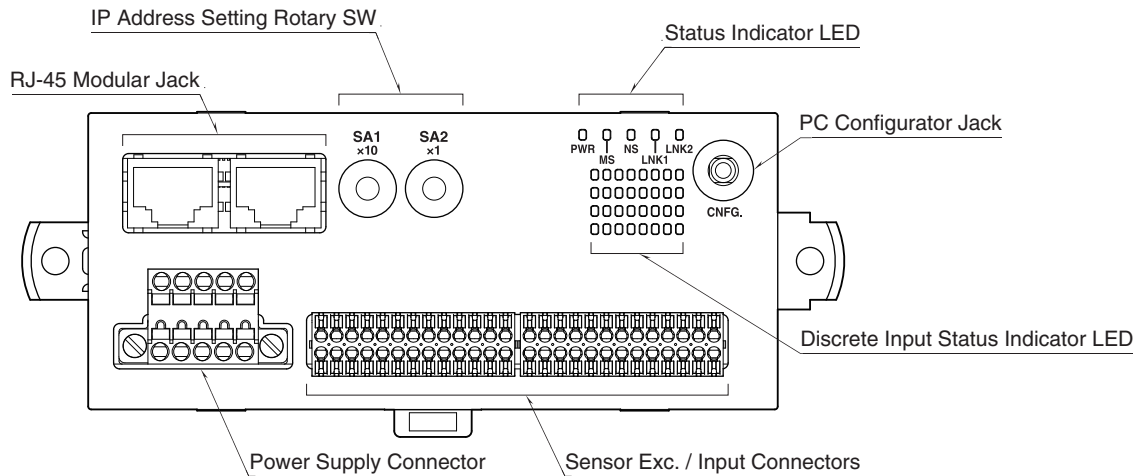 IP Address Setting Rotary SW
Status Indicator LED
RJ-45 Modular Jack
PC Configurator Jack
SA1
×10
SA2
×1
PWR
MS
NS
LNK1
LNK2
CNFG.
Discrete Input Status Indicator LED
Power Supply Connector
Sensor Exc. / Input Connectors